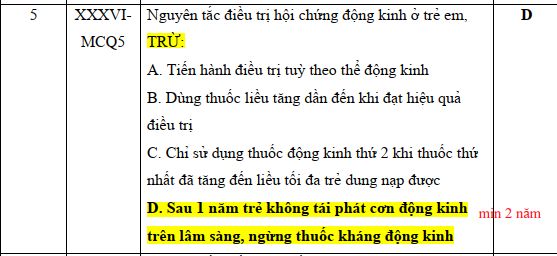 5
XXXVI-
MCQ5
Nguyên tắc điều trị hội chứng động kinh ở trẻ em,
TRỪ:
A. Tiến hành điều trị tuỳ theo thể động kinh
B. Dùng thuốc liều tăng dần đến khi đạt hiệu quả
điều trị
C. Chỉ sử dụng thuốc động kinh thứ 2 khi thuốc thứ
nhất đã tăng đến liều tối đa trẻ dung nạp được
D. Sau 1 năm trẻ không tái phát cơn động kinh
trên lâm sàng, ngừng thuốc kháng động kinh
min 2 năm
D